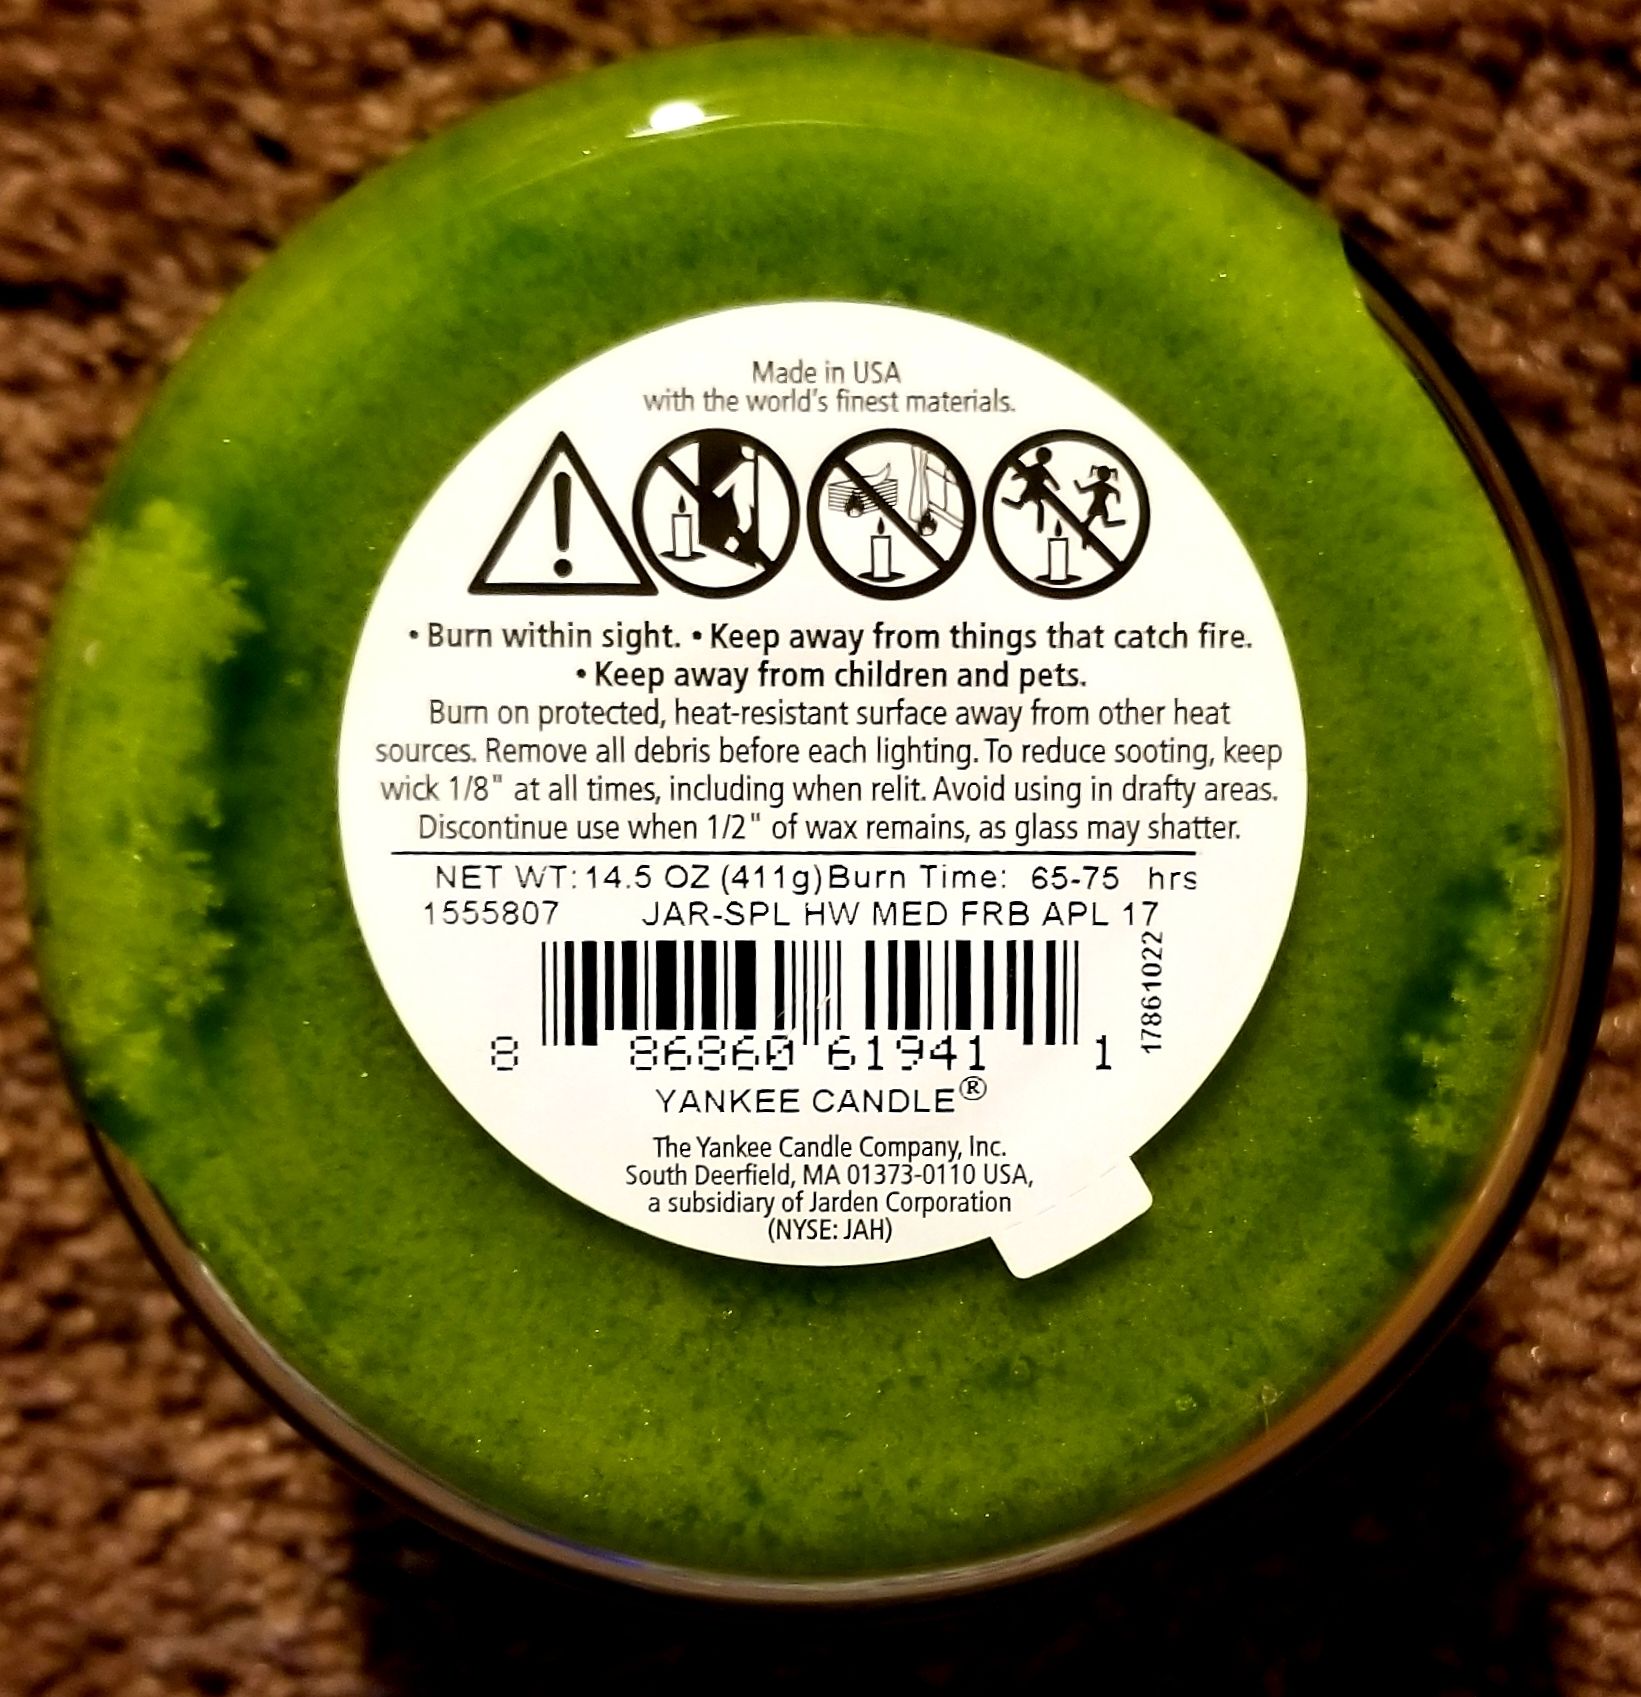 Made in USA
with the world's finest materials.
• Burn within sight. • Keep away from things that catch fire.
• Keep away from children and pets.
Burn on protected, heat-resistant surface away from other heat
sources. Remove all debris before each lighting. To reduce sooting, keep
wick 1/8" at all times, including when relit. Avoid using in drafty areas.
Discontinue use when 1/2" of wax remains, as glass may shatter.
NET WT: 14.5 OZ (411g) Burn Time: 65-75 hrs
1555807 JAR-SPL HW MED FRB APL 17
17861022
8 86860 61941 1
YANKEE CANDLE®
The Yankee Candle Company, Inc.
South Deerfield, MA 01373-0110 USA,
a subsidiary of Jarden Corporation
(NYSE: JAH)